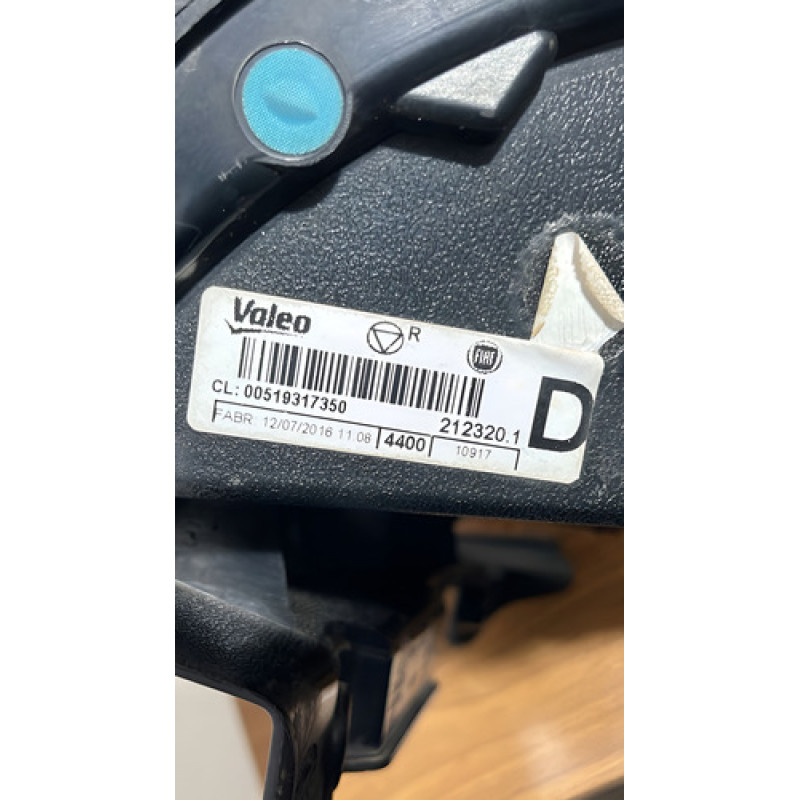 Valeo
R
FIAT
CL: 00519317350
212320.1
D
FABR: 12/07/2016 11:08
4400
10917